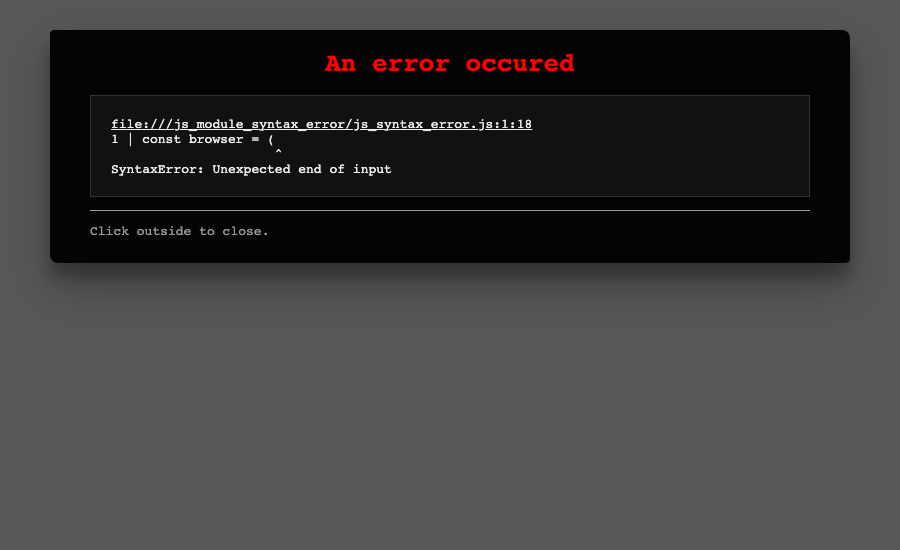 An error occured
file:///js_module_syntax_error/js_syntax_error.js:1:18
1 | const browser = (
^
SyntaxError: Unexpected end of input
Click outside to close.